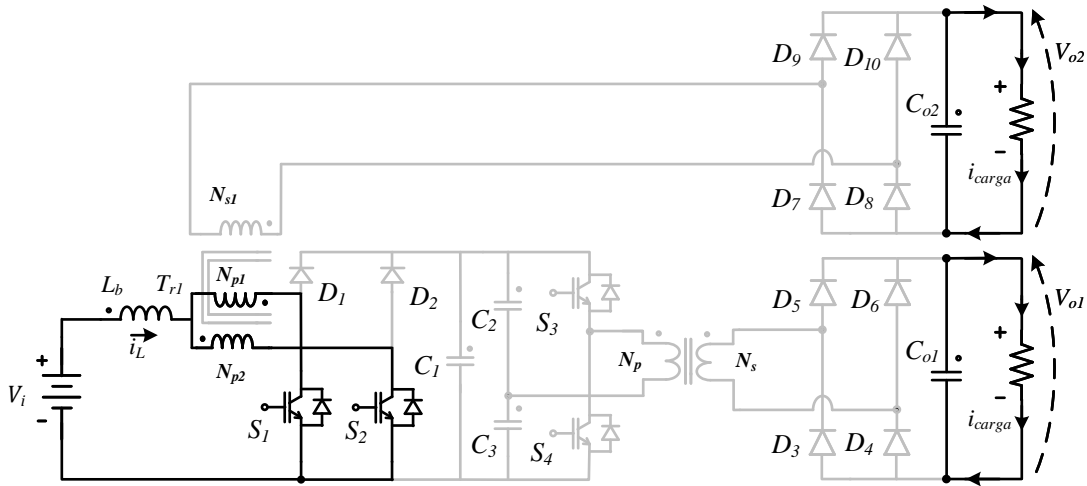 D9
D10
Co2
+
-
icarga
Vo2
Ns1
D7
D8
Lb
Tr1
Np1
D1
D2
D5
D6
Vo1
iL
Np2
C1
C2
S3
Np
Ns
Co1
+
-
+
Vi
-
S1
S2
C3
S4
D3
D4
icarga